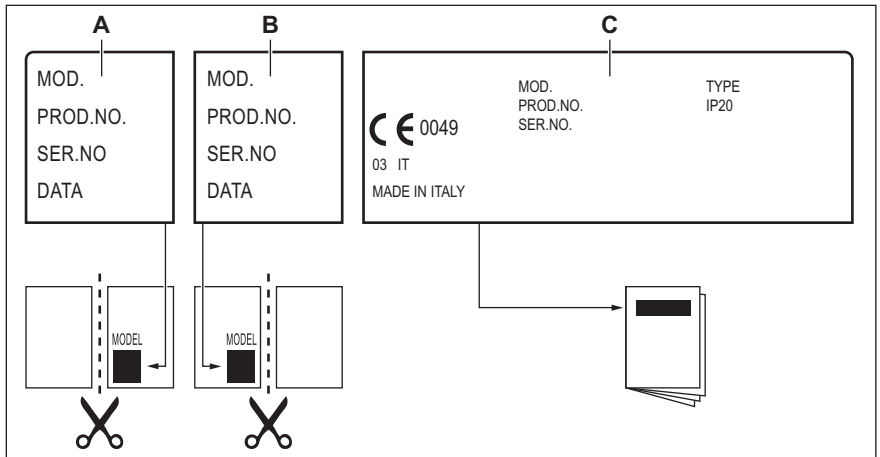 A
B
C
MOD.
PROD.NO.
SER.NO
DATA
MOD.
PROD.NO.
SER.NO
DATA
MOD.
PROD.NO.
SER.NO.
TYPE
IP20
CE 0049
03 IT
MADE IN ITALY
MODEL
MODEL